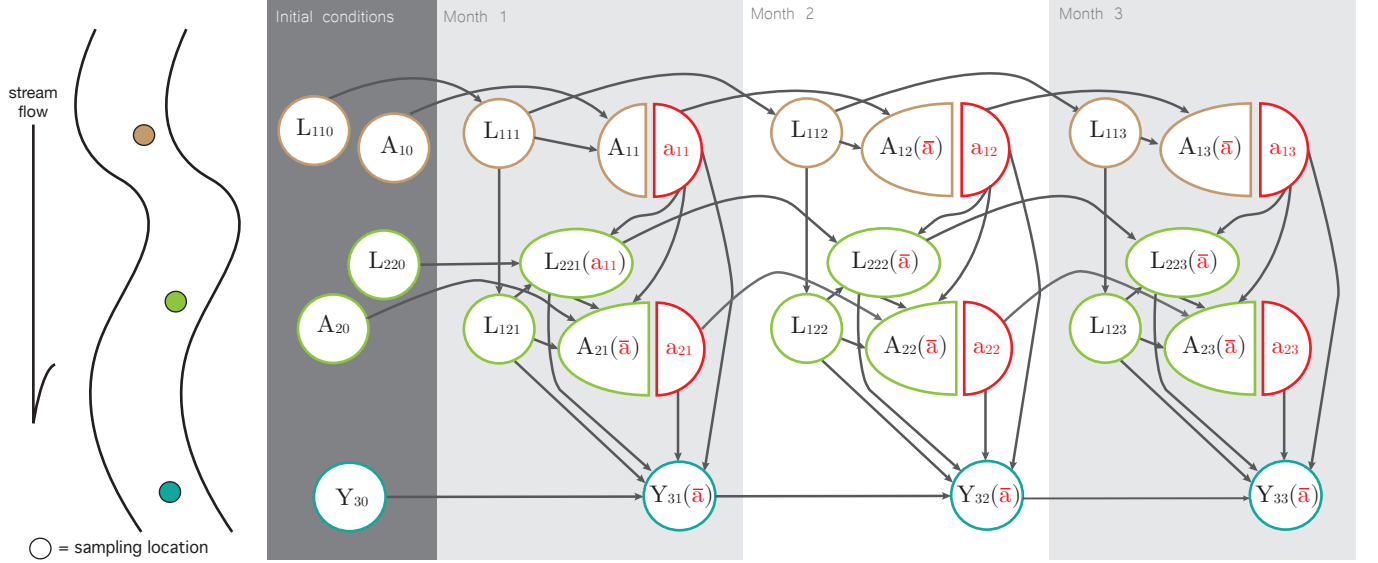 Initial conditions
Month 1
Month 2
Month 3
stream
flow
L110
A10
L111
A11
a11
L112
A12(a̅)
a12
L113
A13(a̅)
a13
L220
L221(a11)
L222(a̅)
L223(a̅)
A20
L121
A21(a̅)
a21
L122
A22(a̅)
a22
L123
A23(a̅)
a23
Y30
Y31(a̅)
Y32(a̅)
Y33(a̅)
= sampling location